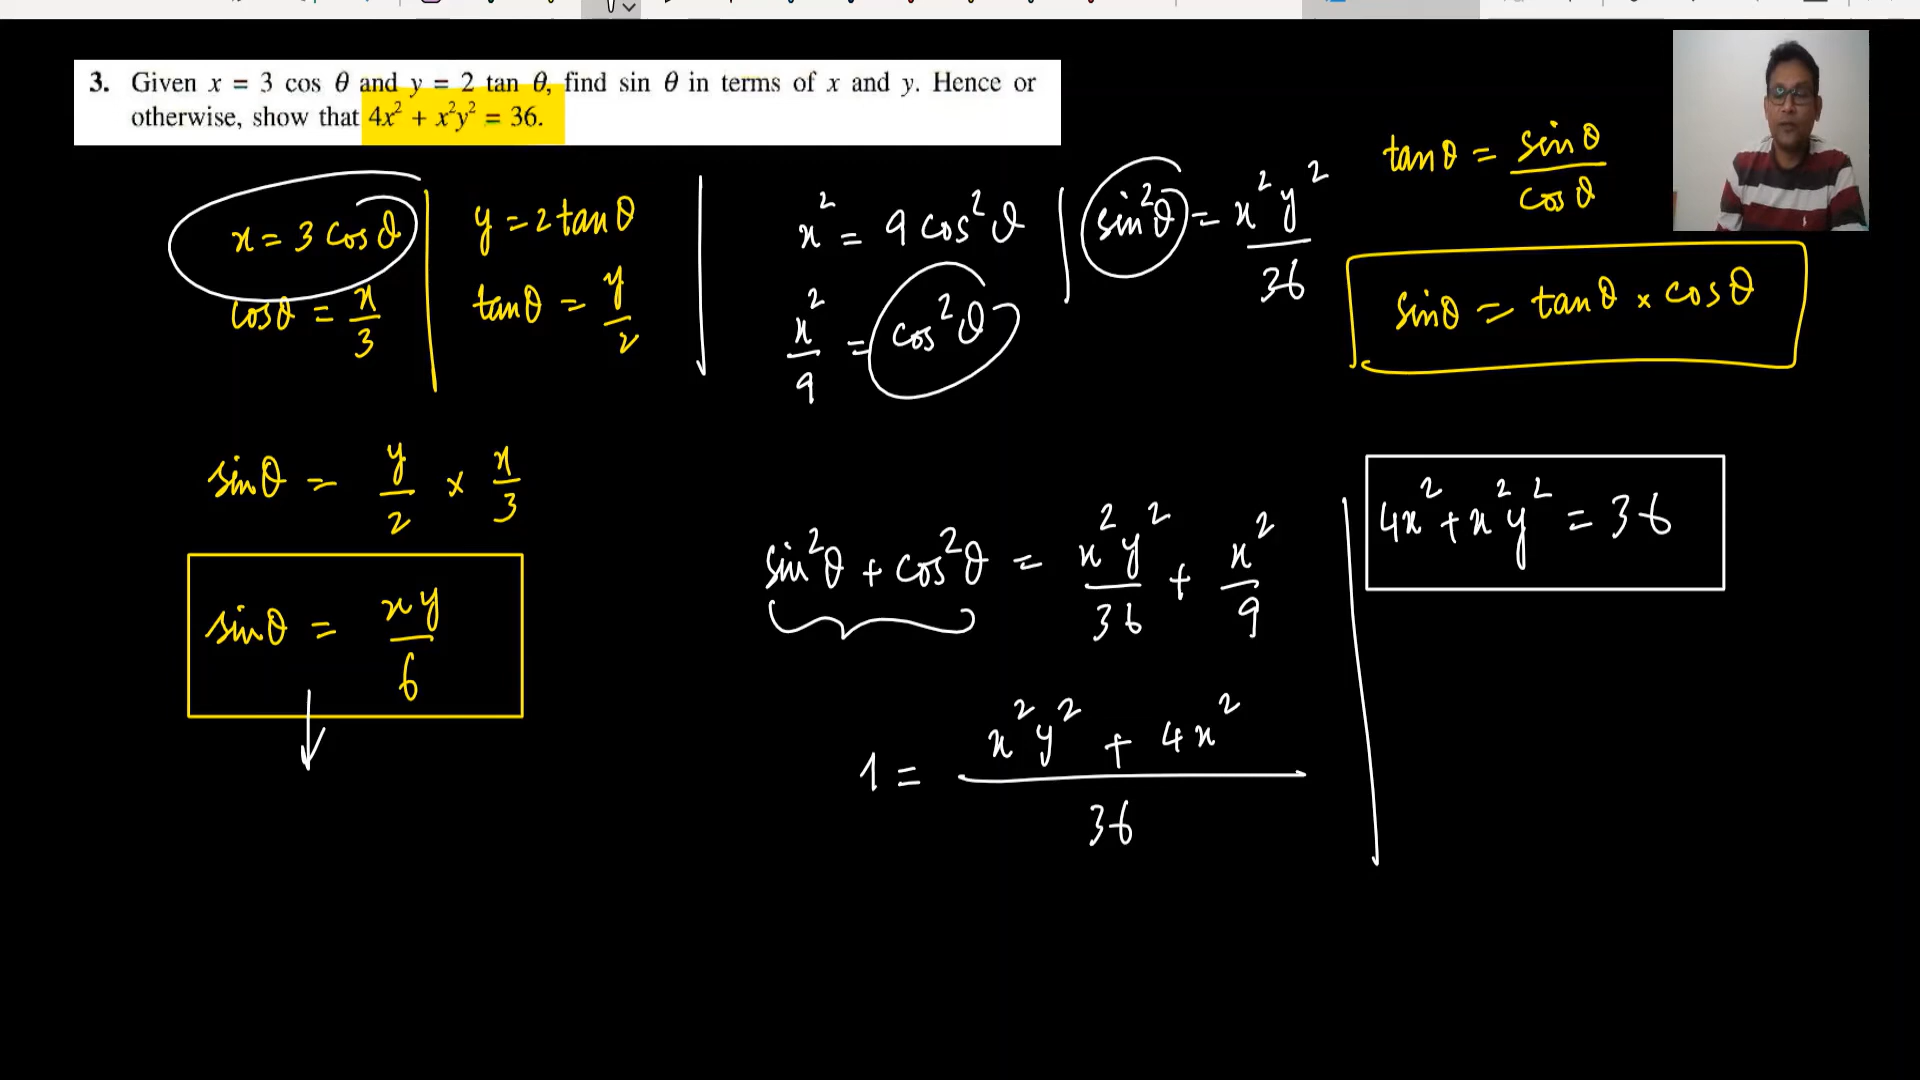 3. Given x = 3 cos θ and y = 2 tan θ, find sin θ in terms of x and y. Hence or
otherwise, show that 4x² + x²y² = 36.
x = 3 cos θ
cos θ = x/3
y = 2 tan θ
tan θ = y/2
sin θ = y/2 × x/3
sin θ = xy/6
x² = 9 cos² θ
x²/9 = cos² θ
sin² θ = x²y²/36
tan θ = sin θ/cos θ
sin θ = tan θ × cos θ
sin² θ + cos² θ = x²y²/36 + x²/9
1 = x²y² + 4x²/36
4x² + x²y² = 36